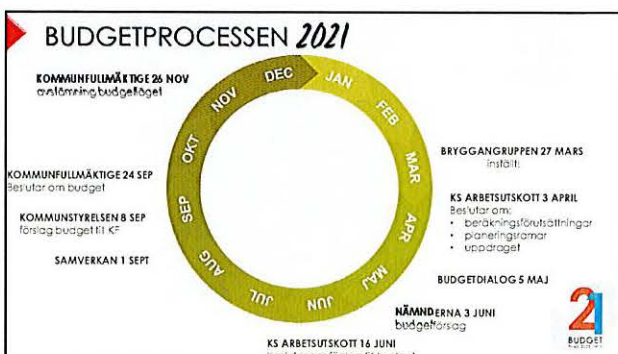 BUDGETPROCESSEN 2021
KOMMUNFULLMÄKTIGE 26 NOV
avstämning budgetläget
DEC
JAN
FEB
MAR
APR
MAJ
JUN
JUL
AUG
SEP
OKT
NOV
BRYGGANGRUPPEN 27 MARS
inställt!
KS ARBETSUTSKOTT 3 APRIL
Beslutar om:
• beräkningsförutsättningar
• planeringsramar
• uppdraget
BUDGETDIALOG 5 MAJ
NÄMNDERNA 3 JUNI
budgetförslag
KS ARBETSUTSKOTT 16 JUNI
SAMVERKAN 1 SEPT
KOMMUNSTYRELSEN 8 SEP
förslag budget till KF
KOMMUNFULLMÄKTIGE 24 SEP
Beslutar om budget
21
BUDGET